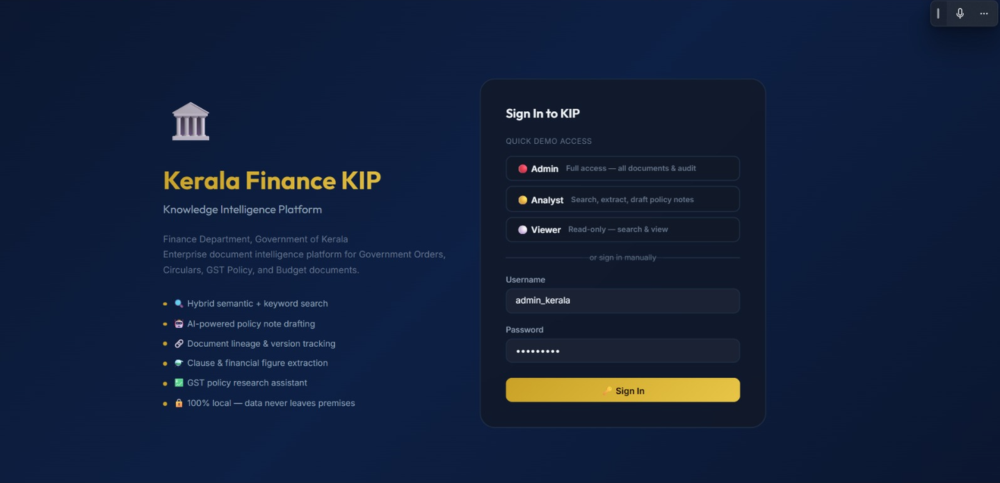 Kerala Finance KIP
Knowledge Intelligence Platform
Finance Department, Government of Kerala
Enterprise document intelligence platform for Government Orders,
Circulars, GST Policy, and Budget documents.
Hybrid semantic + keyword search
AI-powered policy note drafting
Document lineage & version tracking
Clause & financial figure extraction
GST policy research assistant
100% local — data never leaves premises
Sign In to KIP
QUICK DEMO ACCESS
Admin Full access — all documents & audit
Analyst Search, extract, draft policy notes
Viewer Read-only — search & view
or sign in manually
Username
admin_kerala
Password
•••••••••
Sign In